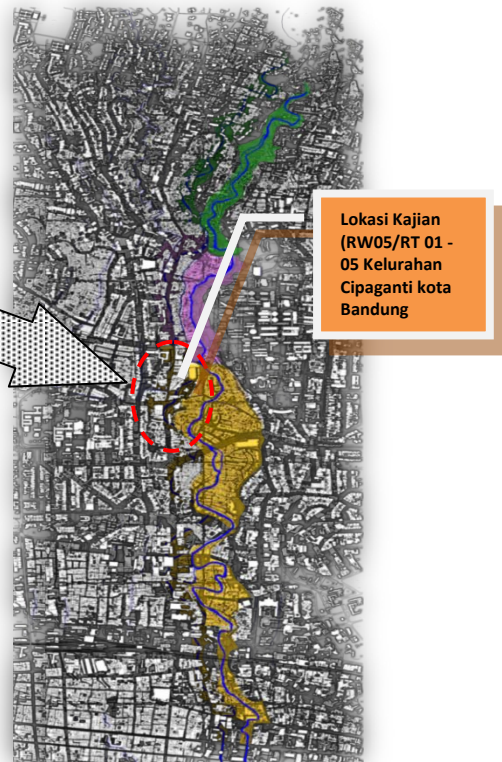 Lokasi Kajian
(RW05/RT 01 -
05 Kelurahan
Cipaganti kota
Bandung